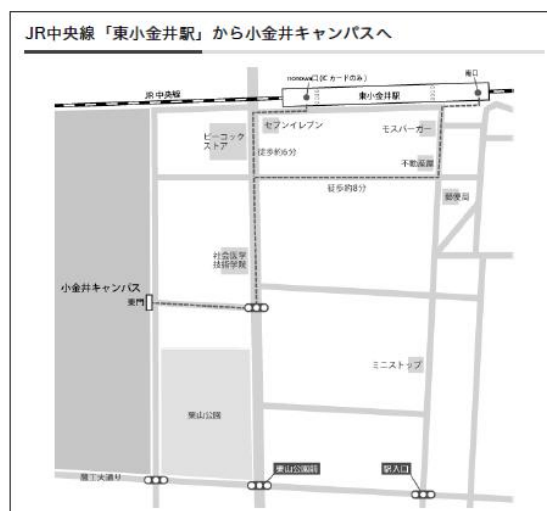 JR中央線「東小金井駅」から小金井キャンパスへ
nonowa口(ICカードのみ)
南口
JR 中央線
東小金井駅
セブンイレブン
モスバーガー
ピーコック
ストア
徒歩約6分
不動産屋
徒歩約8分
郵便局
社会医学
技術学院
小金井キャンパス
東門
ミニストップ
栗山公園
農工大通り
栗山公園前
駅入口